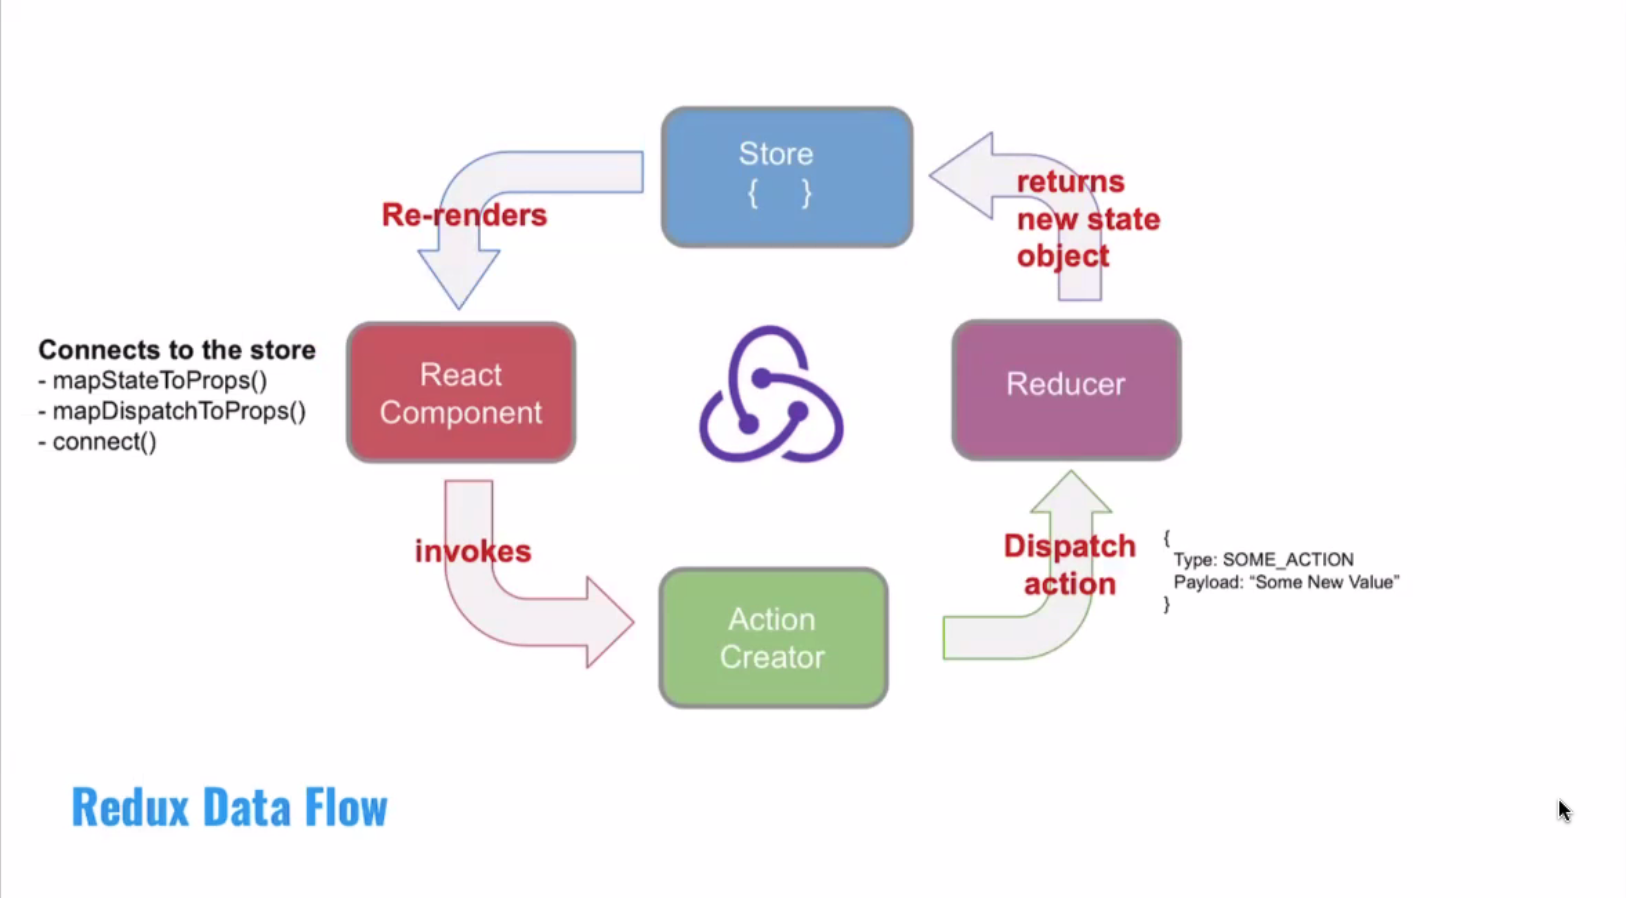 Store
{ }
returns
new state
object
Re-renders
Connects to the store
- mapStateToProps()
- mapDispatchToProps()
- connect()
React
Component
Reducer
invokes
Dispatch
action
{
Type: SOME_ACTION
Payload: “Some New Value”
}
Action
Creator
Redux Data Flow